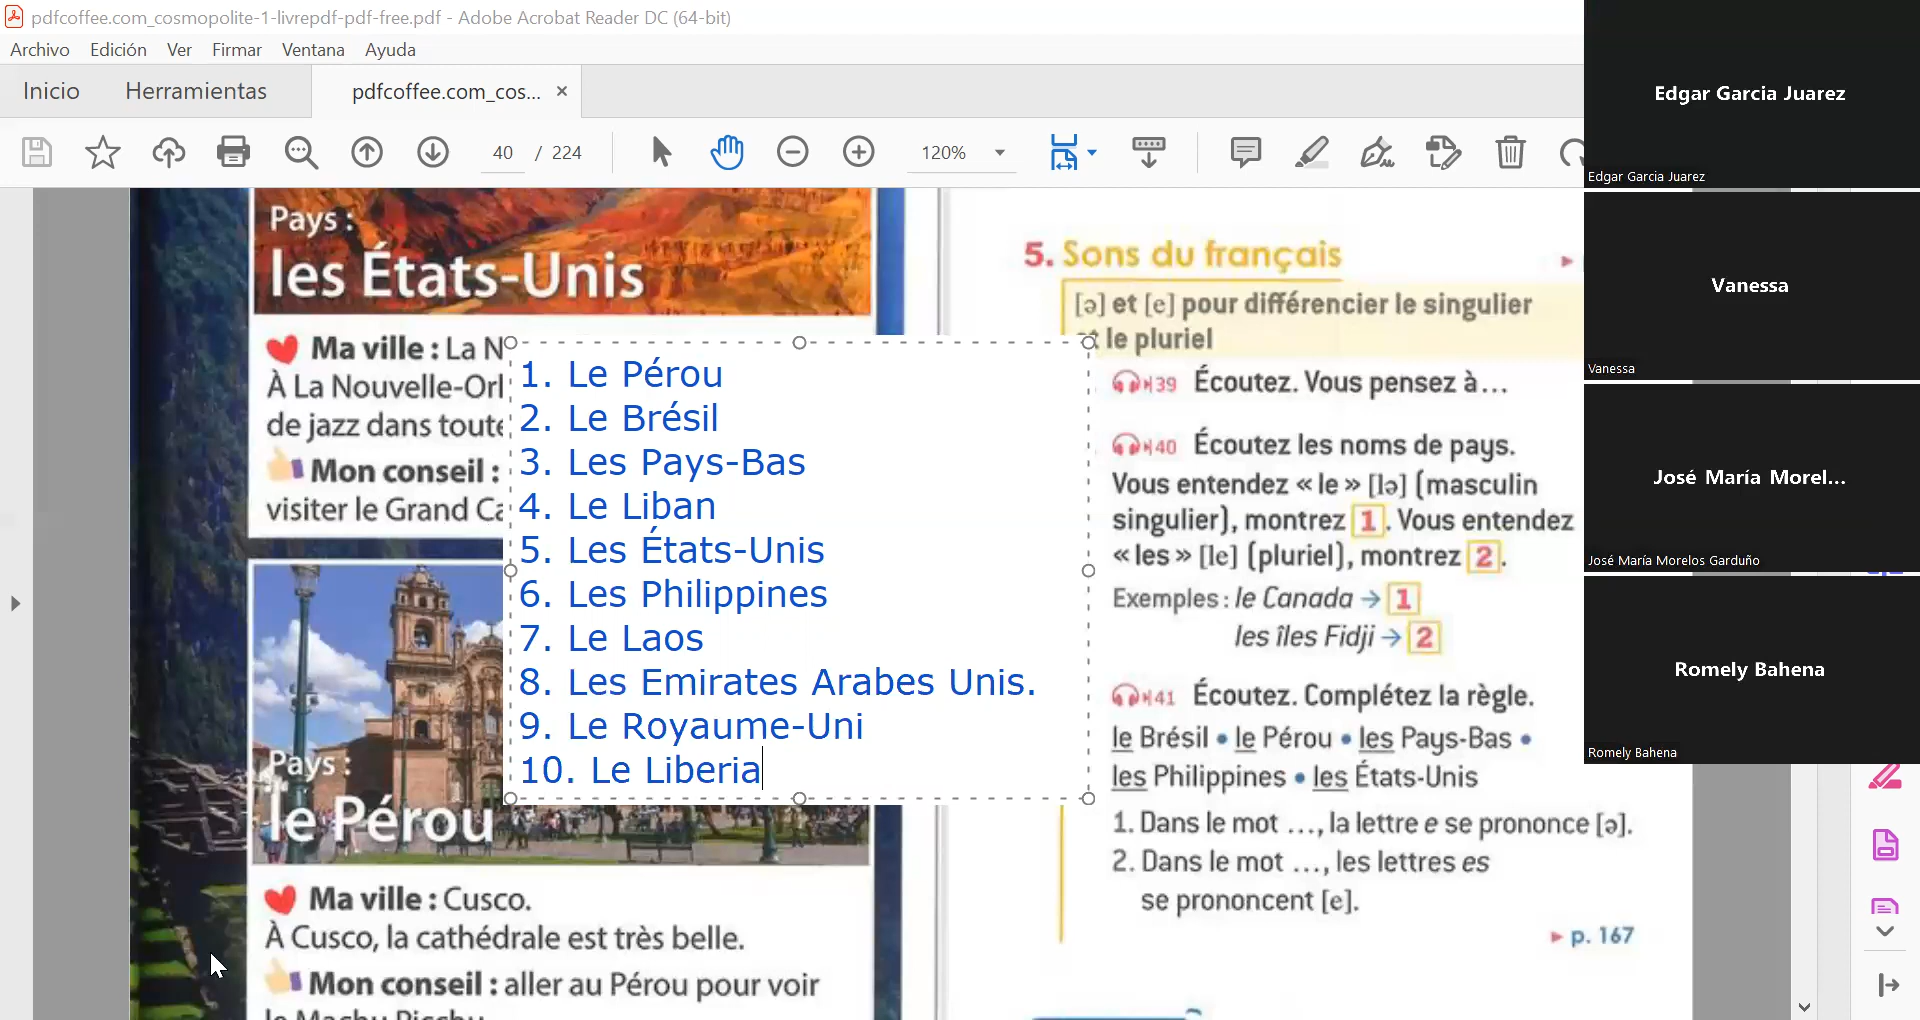 pdfcoffee.com_cosmopolite-1-livrepdf-pdf-free.pdf - Adobe Acrobat Reader DC (64-bit)
Archivo Edición Ver Firmar Ventana Ayuda
Inicio Herramientas pdfcoffee.com_cos... ×
40 / 224 120%
Pays :
les États-Unis
Ma ville : La N
À La Nouvelle-Orl
de jazz dans toute
Mon conseil :
visiter le Grand Ca
Pays :
le Pérou
Ma ville : Cusco.
À Cusco, la cathédrale est très belle.
Mon conseil : aller au Pérou pour voir
le Machu Picchu
1. Le Pérou
2. Le Brésil
3. Les Pays-Bas
4. Le Liban
5. Les États-Unis
6. Les Philippines
7. Le Laos
8. Les Emirates Arabes Unis.
9. Le Royaume-Uni
10. Le Liberia
5. Sons du français
[ə] et [e] pour différencier le singulier
et le pluriel
39 Écoutez. Vous pensez à…
40 Écoutez les noms de pays.
Vous entendez « le » [lə] (masculin
singulier), montrez 1. Vous entendez
« les » [le] (pluriel), montrez 2.
Exemples : le Canada → 1
les îles Fidji → 2
41 Écoutez. Complétez la règle.
le Brésil • le Pérou • les Pays-Bas •
les Philippines • les États-Unis
1. Dans le mot …, la lettre e se prononce [ə].
2. Dans le mot …, les lettres es
se prononcent [e].
p. 167
Edgar Garcia Juarez
Edgar Garcia Juarez
Vanessa
Vanessa
José María Morel...
José María Morelos Garduño
Romely Bahena
Romely Bahena